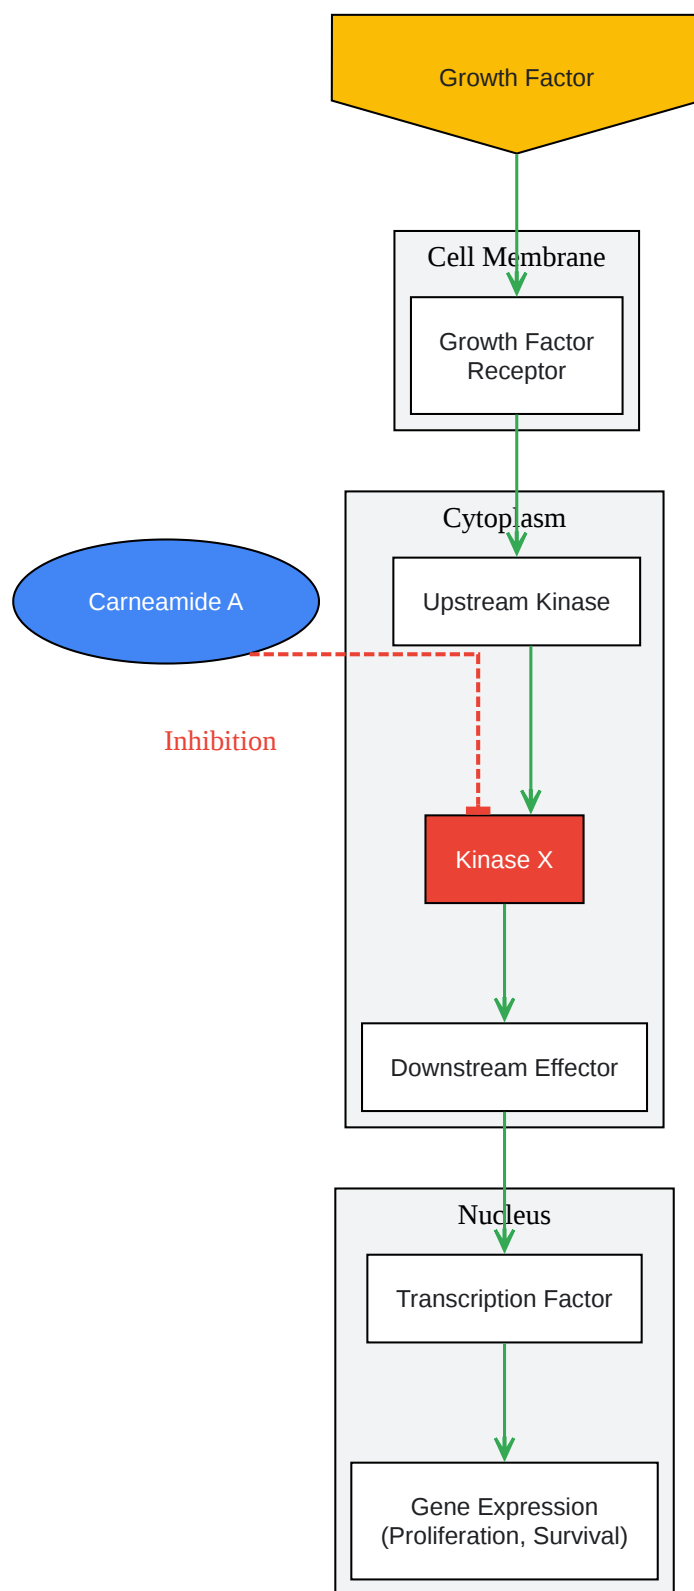 Growth Factor
Cell Membrane
Growth Factor
Receptor
Cytoplasm
Carneamide A
Upstream Kinase
Inhibition
Kinase X
Downstream Effector
Nucleus
Transcription Factor
Gene Expression
(Proliferation, Survival)